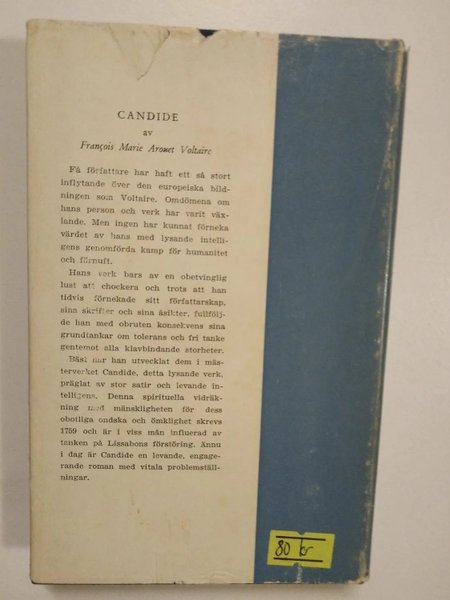 CANDIDE
av
François Marie Arouet Voltaire
Få författare har haft ett så stort
inflytande över den europeiska bild-
ningen som Voltaire. Omdömena om
hans person och verk har varit väx-
lande. Men ingen har kunnat förneka
värdet av hans med lysande intelli-
gens genomförda kamp för humanitet
och förnuft.
Hans verk bars av en obetvinglig
lust att chockera och trots att han
tidvis förnekade sitt författarskap,
sina skrifter och sina åsikter, fullfölj-
de han med obruten konsekvens sina
grundtankar om tolerans och fri tanke
gentemot alla klavbindande storheter.
Bäst har han utvecklat dem i mäs-
terverket Candide, detta lysande verk,
präglat av stor satir och levande in-
telligens. Denna spirituella vidräk-
ning med mänskligheten för dess
obotliga ondska och ömklighet skrevs
1759 och är i viss mån influerad av
tanken på Lissabons förstöring. Ännu
i dag är Candide en levande, engage-
rande roman med vitala problemställ-
ningar.
80 kr